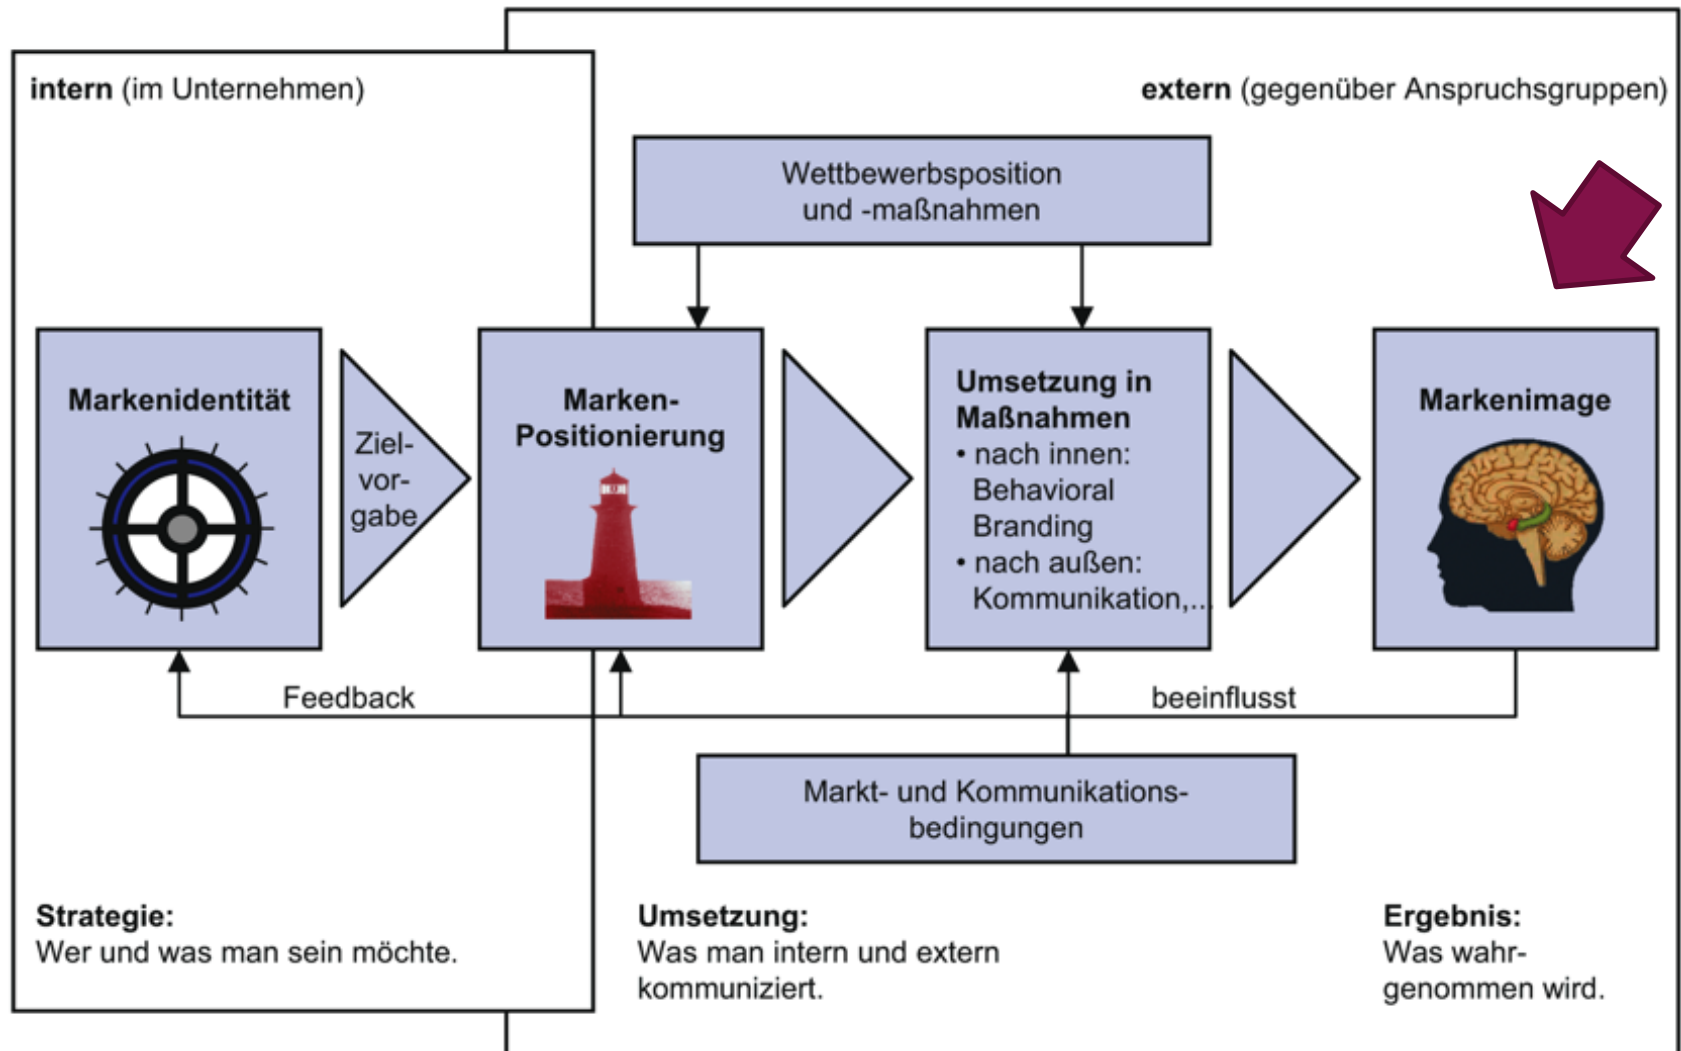 intern (im Unternehmen)
extern (gegenüber Anspruchsgruppen)
Wettbewerbsposition
und -maßnahmen
Markenidentität
Ziel-
vor-
gabe
Marken-
Positionierung
Umsetzung in
Maßnahmen
• nach innen:
Behavioral
Branding
• nach außen:
Kommunikation,...
Markenimage
Feedback
beeinflusst
Markt- und Kommunikations-
bedingungen
Strategie:
Wer und was man sein möchte.
Umsetzung:
Was man intern und extern
kommuniziert.
Ergebnis:
Was wahr-
genommen wird.